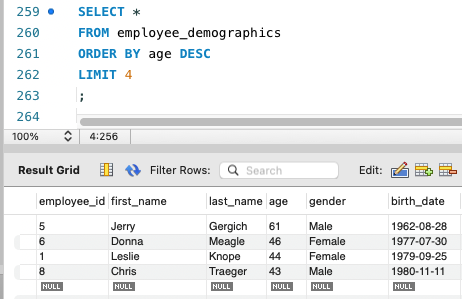 259 SELECT *
260 FROM employee_demographics
261 ORDER BY age DESC
262 LIMIT 4
263 ;
264
100% 4:256
Result Grid Filter Rows: Search Edit:
employee_id first_name last_name age gender birth_date
5 Jerry Gergich 61 Male 1962-08-28
6 Donna Meagle 46 Female 1977-07-30
1 Leslie Knope 44 Female 1979-09-25
8 Chris Traeger 43 Male 1980-11-11
NULL NULL NULL NULL NULL NULL